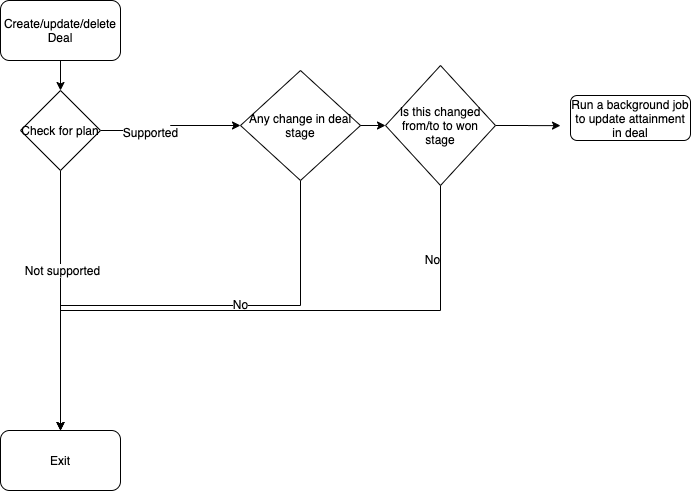 Create/update/delete
Deal
Check for plan
Supported
Any change in deal
stage
Is this changed
from/to to won
stage
Run a background job
to update attainment
in deal
No
Not supported
No
Exit